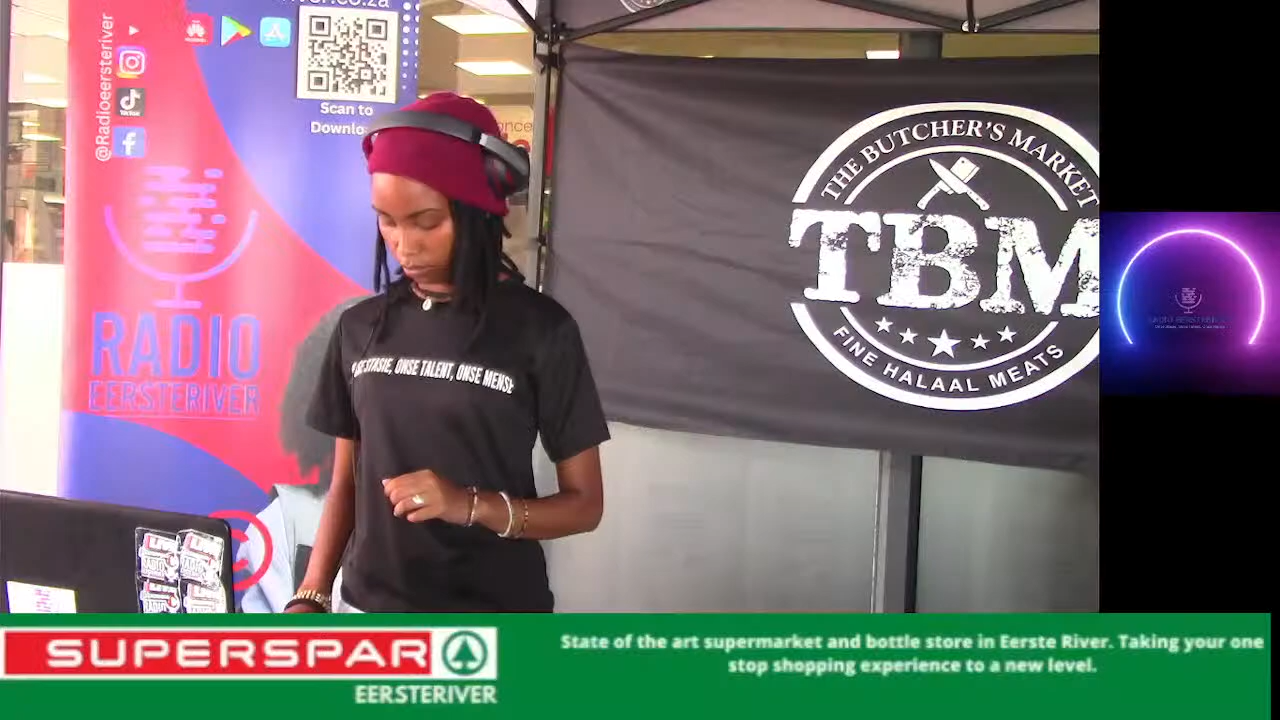 @Radioeersteriver
TikTok
Scan to
RADIO
EERSTERIVER
THE BUTCHER'S MARKET
TBM
FINE HALAAL MEATS
ONSE TALENT, ONSE MENSE
SUPERSPAR
EERSTERIVER
State of the art supermarket and bottle store in Eerste River. Taking your one
stop shopping experience to a new level.